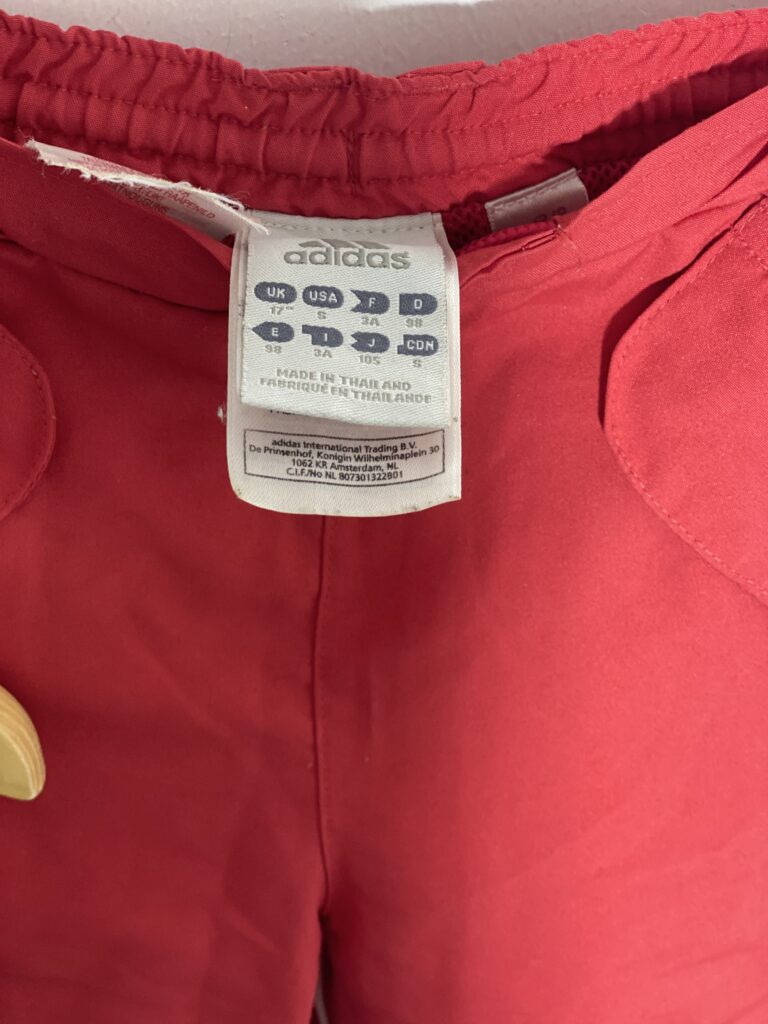 adidas
UK USA F D
17" S 3A 98
E I J CDN
98 3A 105 S
MADE IN THAILAND
FABRIQUÉ EN THAILANDE
adidas International Trading B.V.
De Prinsenhof, Konigin Wilhelminaplein 30
1062 KR Amsterdam, NL
C.I.F./No NL 807301322B01